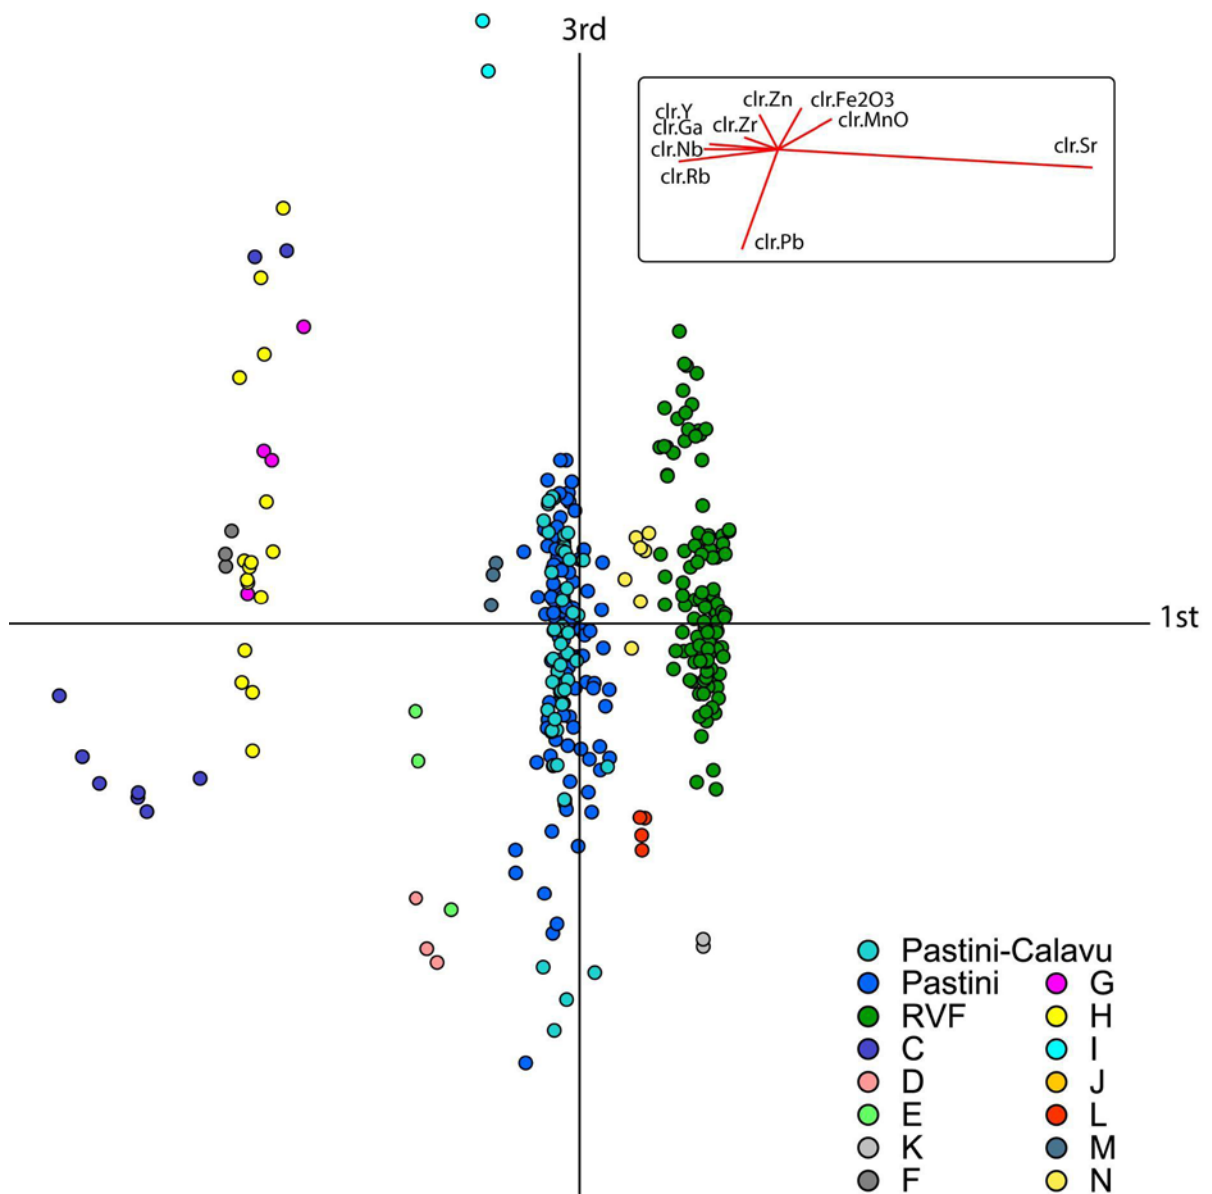 3rd
clr.Zn clr.Fe2O3
clr.Y
clr.Ga clr.Zr clr.MnO
clr.Nb clr.Sr
clr.Rb
clr.Pb
1st
Pastini-Calavu
Pastini G
RVF H
C I
D J
E L
K M
F N